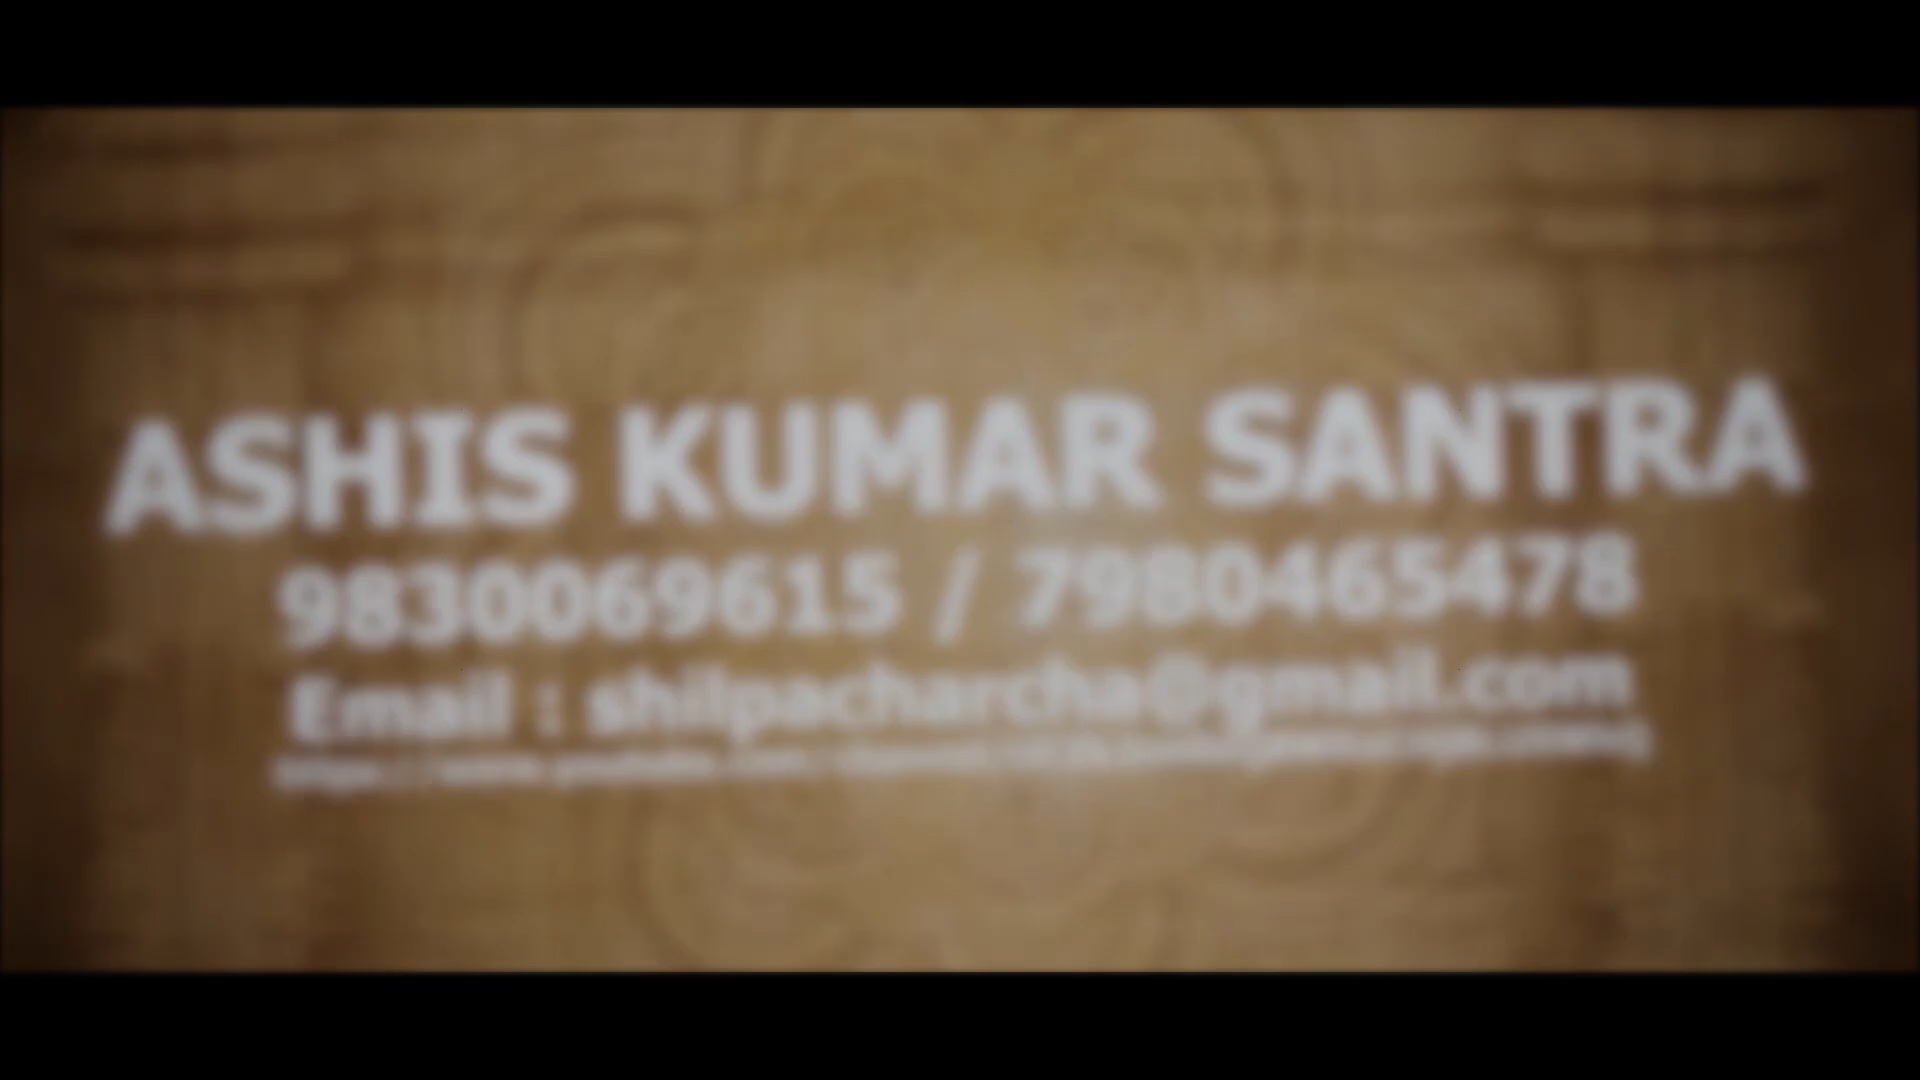 ASHIS KUMAR SANTRA
9830069615 / 7980465478
Email : shilpacharcha@gmail.com